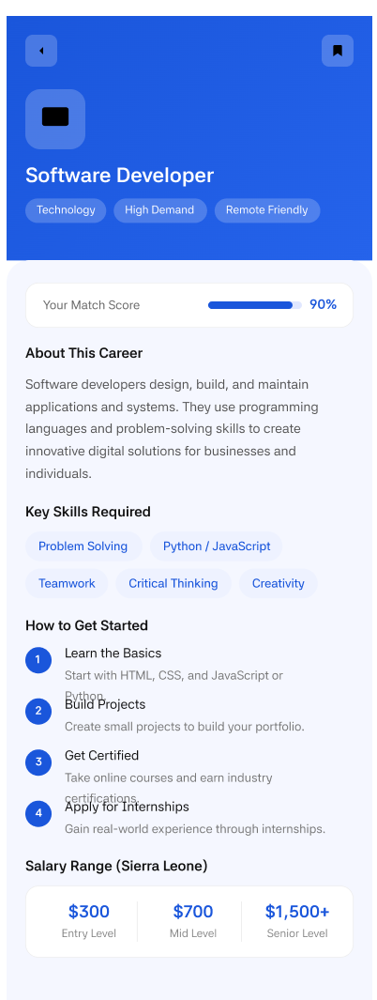 Software Developer
Technology High Demand Remote Friendly
Your Match Score 90%
About This Career
Software developers design, build, and maintain
applications and systems. They use programming
languages and problem-solving skills to create
innovative digital solutions for businesses and
individuals.
Key Skills Required
Problem Solving Python / JavaScript
Teamwork Critical Thinking Creativity
How to Get Started
1 Learn the Basics
Start with HTML, CSS, and JavaScript or
Python.
2 Build Projects
Create small projects to build your portfolio.
3 Get Certified
Take online courses and earn industry
certifications.
4 Apply for Internships
Gain real-world experience through internships.
Salary Range (Sierra Leone)
$300 $700 $1,500+
Entry Level Mid Level Senior Level